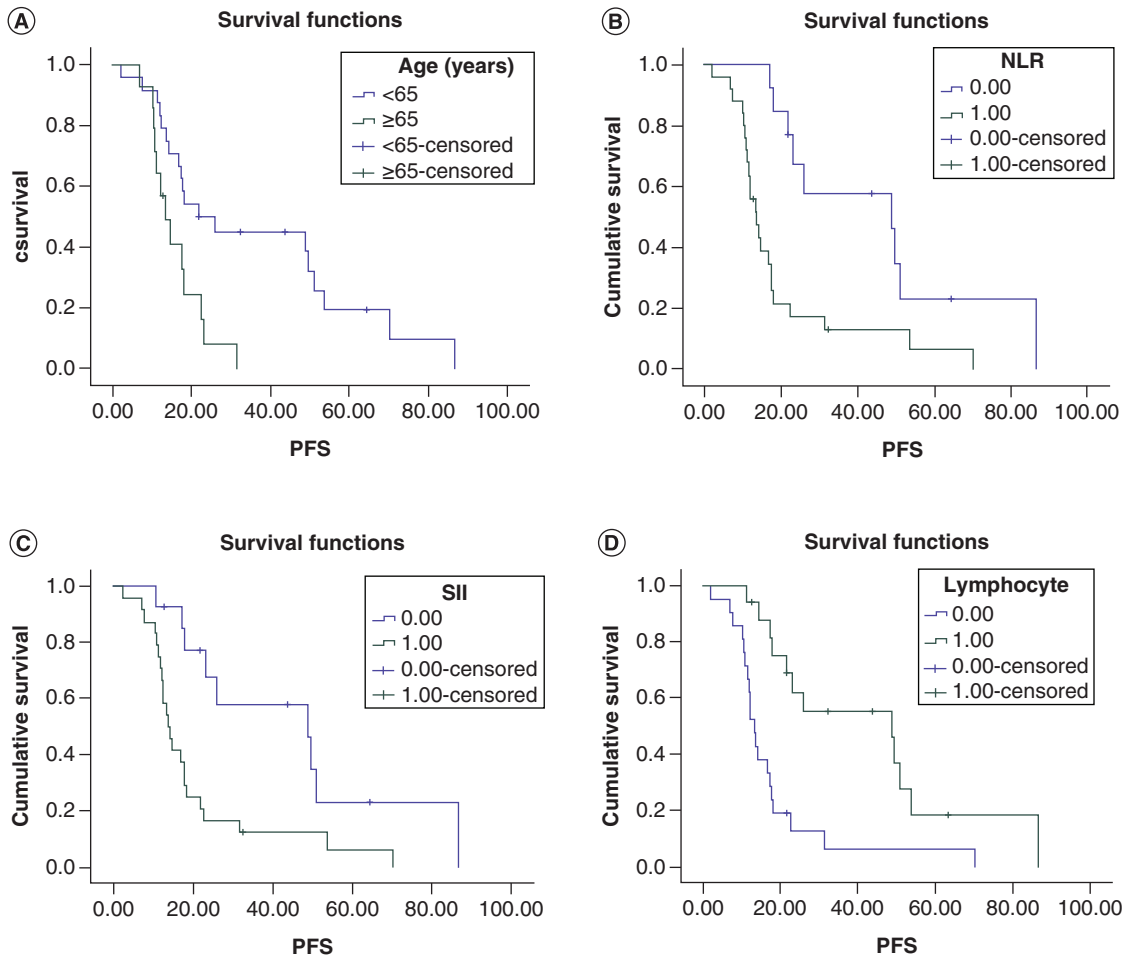 A
Survival functions
csurvival
1.0
0.8
0.6
0.4
0.2
0.0
0.00 20.00 40.00 60.00 80.00 100.00
PFS
Age (years)
<65
≥65
<65-censored
≥65-censored
B
Survival functions
Cumulative survival
1.0
0.8
0.6
0.4
0.2
0.0
0.00 20.00 40.00 60.00 80.00 100.00
PFS
NLR
0.00
1.00
0.00-censored
1.00-censored
C
Survival functions
Cumulative survival
1.0
0.8
0.6
0.4
0.2
0.0
0.00 20.00 40.00 60.00 80.00 100.00
PFS
SII
0.00
1.00
0.00-censored
1.00-censored
D
Survival functions
Cumulative survival
1.0
0.8
0.6
0.4
0.2
0.0
0.00 20.00 40.00 60.00 80.00 100.00
PFS
Lymphocyte
0.00
1.00
0.00-censored
1.00-censored